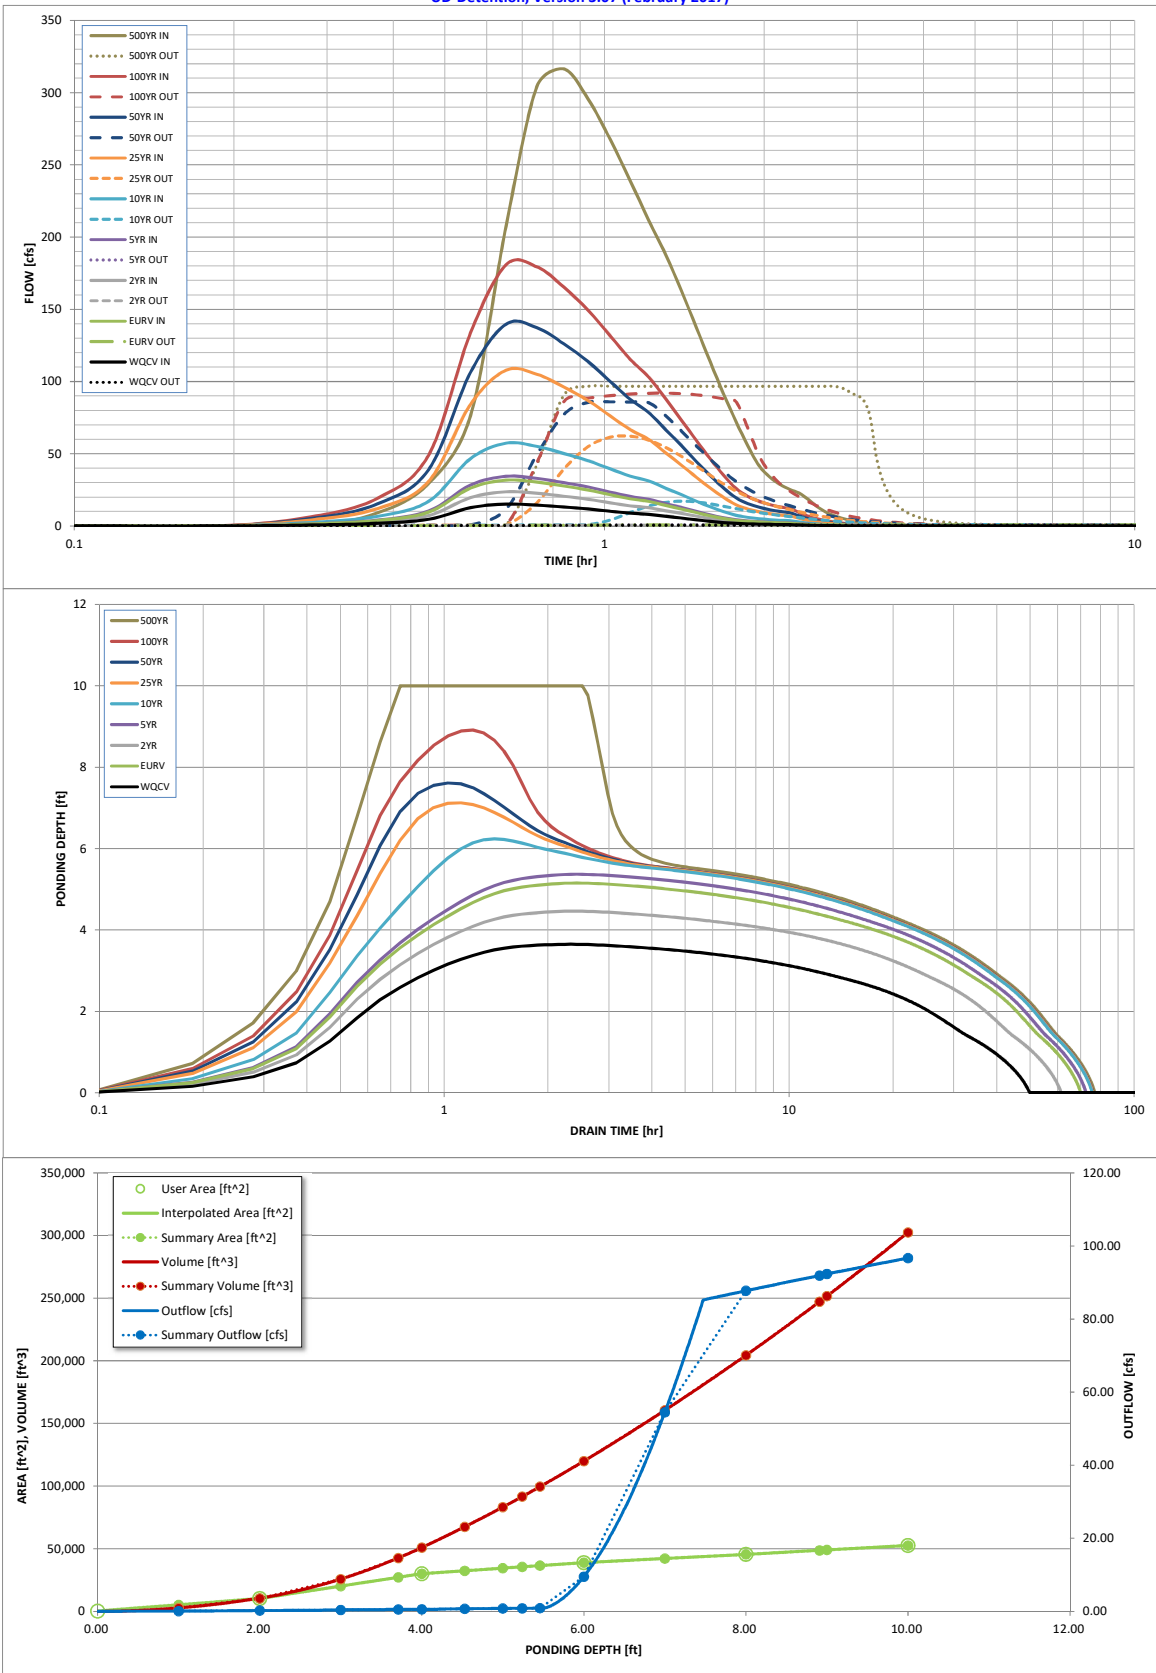 UD-Detention, Version 3.07 (February 2017)
350
300
250
200
150
100
50
0
FLOW [cfs]
500YR IN
500YR OUT
100YR IN
100YR OUT
50YR IN
50YR OUT
25YR IN
25YR OUT
10YR IN
10YR OUT
5YR IN
5YR OUT
2YR IN
2YR OUT
EURV IN
EURV OUT
WQCV IN
WQCV OUT
0.1
1
10
TIME [hr]
12
10
8
6
4
2
0
PONDING DEPTH [ft]
500YR
100YR
50YR
25YR
10YR
5YR
2YR
EURV
WQCV
0.1
1
10
100
DRAIN TIME [hr]
350,000
300,000
250,000
200,000
150,000
100,000
50,000
0
AREA [ft^2], VOLUME [ft^3]
User Area [ft^2]
Interpolated Area [ft^2]
Summary Area [ft^2]
Volume [ft^3]
Summary Volume [ft^3]
Outflow [cfs]
Summary Outflow [cfs]
120.00
100.00
80.00
60.00
40.00
20.00
0.00
OUTFLOW [cfs]
0.00
2.00
4.00
6.00
8.00
10.00
12.00
PONDING DEPTH [ft]